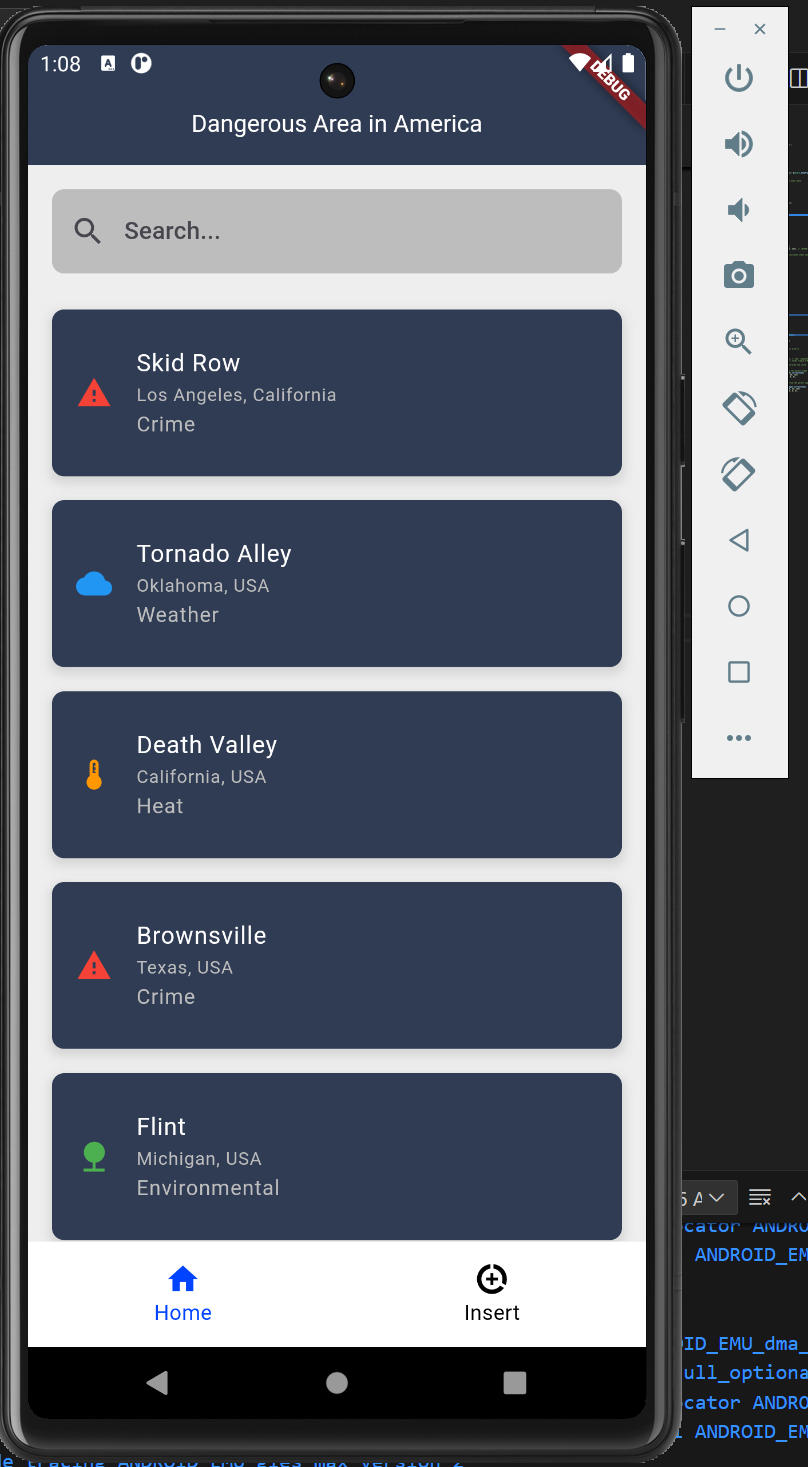 1:08
DEBUG
Dangerous Area in America
Search...
Skid Row
Los Angeles, California
Crime
Tornado Alley
Oklahoma, USA
Weather
Death Valley
California, USA
Heat
Brownsville
Texas, USA
Crime
Flint
Michigan, USA
Environmental
Home
Insert
5 A
cator ANDRO
ANDROID_EM
ID_EMU_dma_
ull_optiona
cator ANDRO
ANDROID_EM